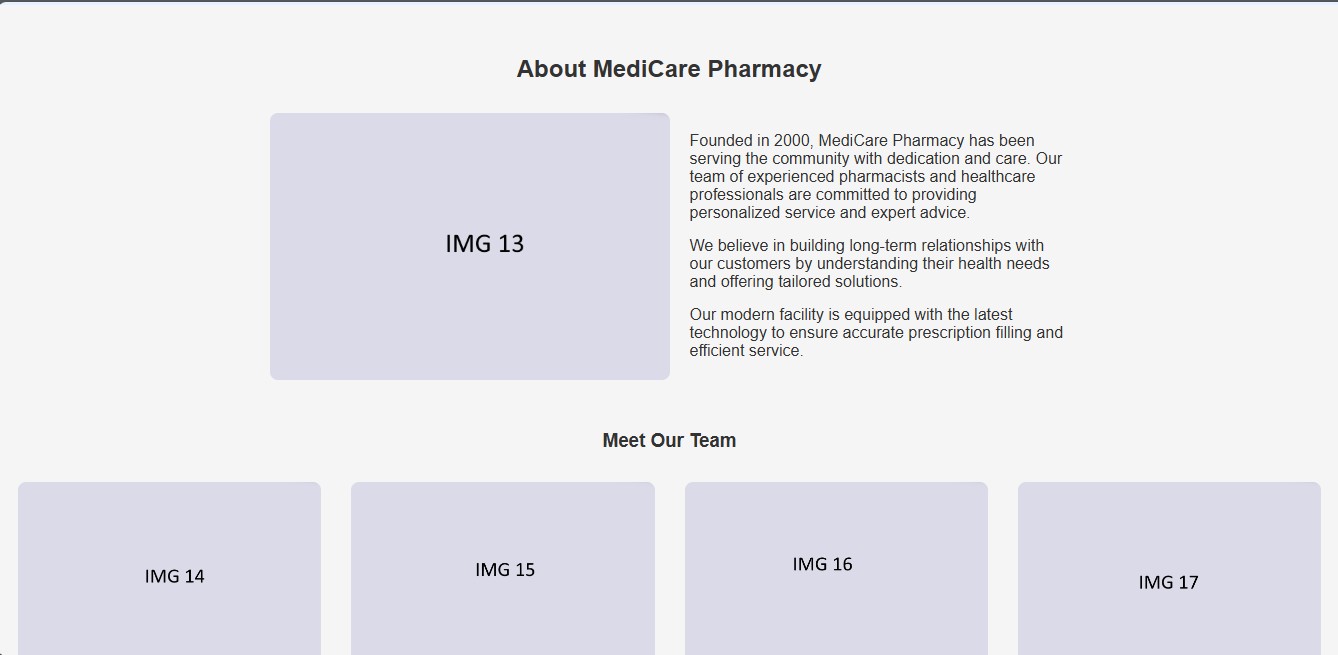 About MediCare Pharmacy
IMG 13
Founded in 2000, MediCare Pharmacy has been
serving the community with dedication and care. Our
team of experienced pharmacists and healthcare
professionals are committed to providing
personalized service and expert advice.
We believe in building long-term relationships with
our customers by understanding their health needs
and offering tailored solutions.
Our modern facility is equipped with the latest
technology to ensure accurate prescription filling and
efficient service.
Meet Our Team
IMG 14
IMG 15
IMG 16
IMG 17